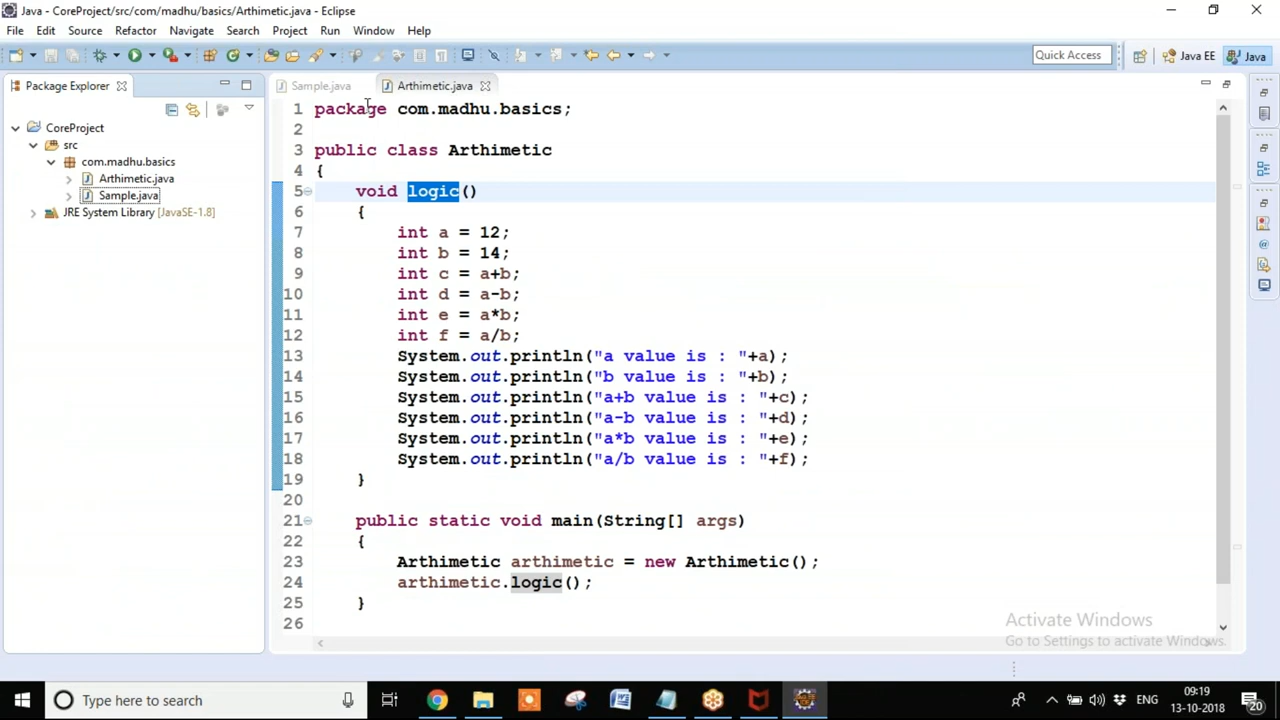 Java - CoreProject/src/com/madhu/basics/Arthimetic.java - Eclipse
File Edit Source Refactor Navigate Search Project Run Window Help
Quick Access
Java EE
Java
Package Explorer
Sample.java
Arthimetic.java
CoreProject
src
com.madhu.basics
Arthimetic.java
Sample.java
JRE System Library [JavaSE-1.8]
1 package com.madhu.basics;
2
3 public class Arthimetic
4 {
5 void logic()
6 {
7 int a = 12;
8 int b = 14;
9 int c = a+b;
10 int d = a-b;
11 int e = a*b;
12 int f = a/b;
13 System.out.println("a value is : "+a);
14 System.out.println("b value is : "+b);
15 System.out.println("a+b value is : "+c);
16 System.out.println("a-b value is : "+d);
17 System.out.println("a*b value is : "+e);
18 System.out.println("a/b value is : "+f);
19 }
20
21 public static void main(String[] args)
22 {
23 Arthimetic arthimetic = new Arthimetic();
24 arthimetic.logic();
25 }
26
Activate Windows
Go to Settings to activate Windows.
Type here to search
ENG
09:19
13-10-2018
20